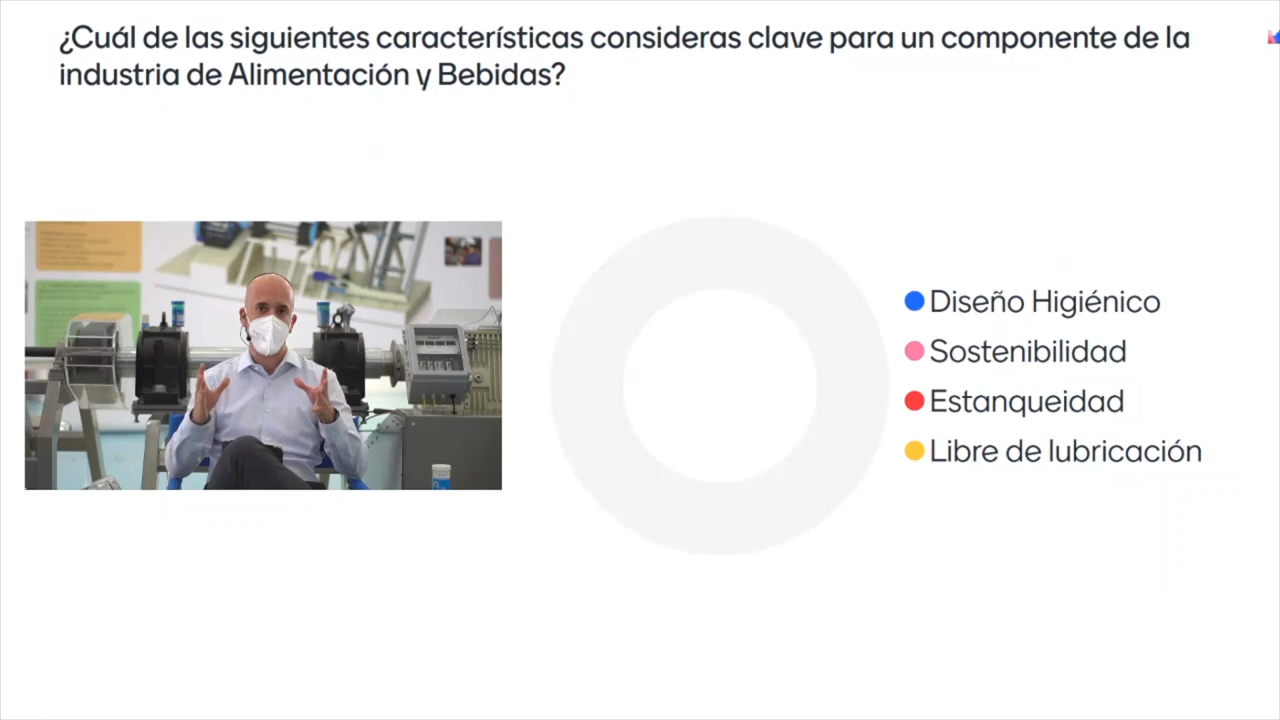 ¿Cuál de las siguientes características consideras clave para un componente de la
industria de Alimentación y Bebidas?
Diseño Higiénico
Sostenibilidad
Estanqueidad
Libre de lubricación